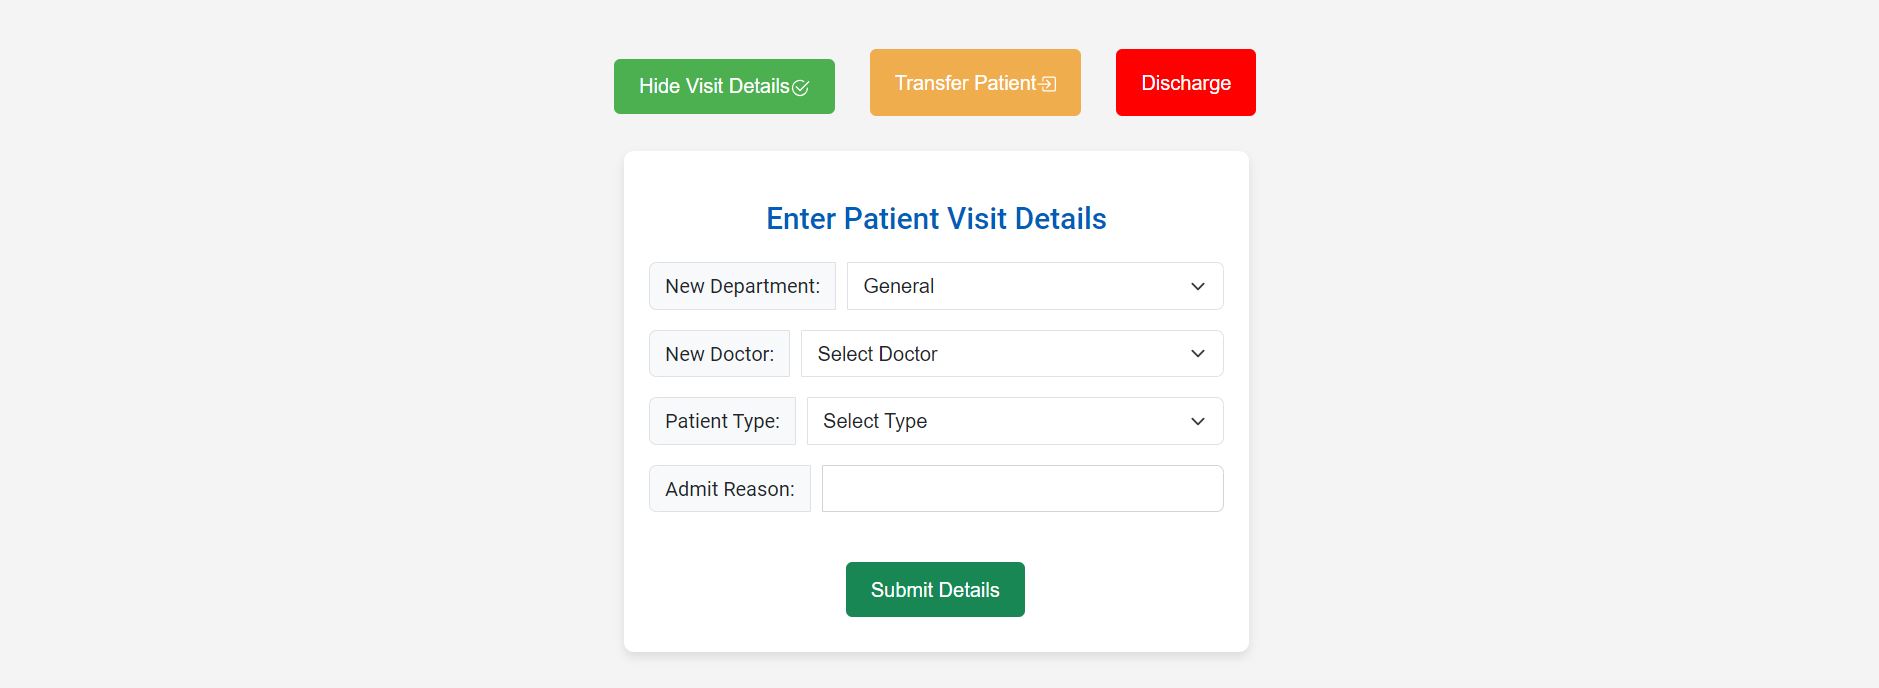 Hide Visit Details Transfer Patient Discharge
Enter Patient Visit Details
New Department: General
New Doctor: Select Doctor
Patient Type: Select Type
Admit Reason:
Submit Details